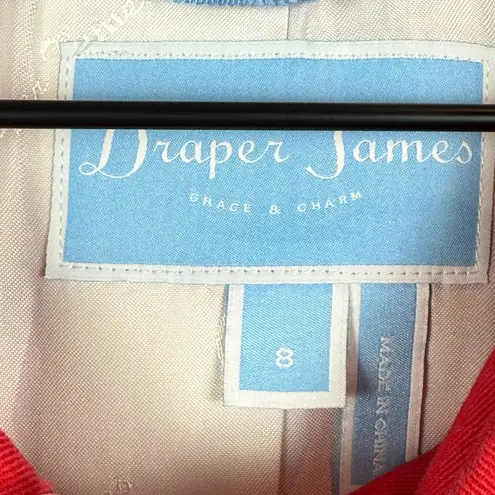 Draper James
GRACE & CHARM
8
MADE IN CHINA